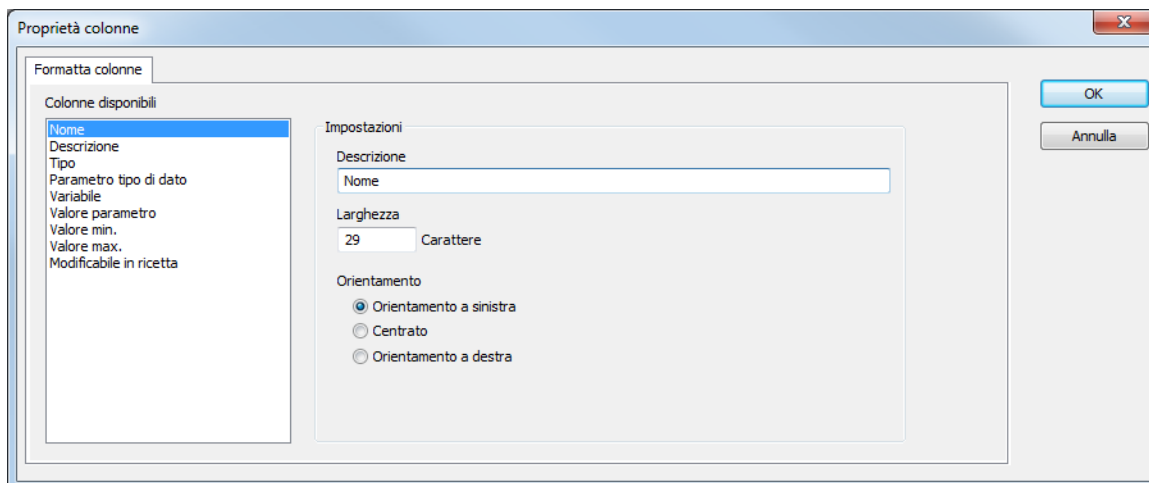 Proprietà colonne
Formatta colonne
Colonne disponibili
Nome
Descrizione
Tipo
Parametro tipo di dato
Variabile
Valore parametro
Valore min.
Valore max.
Modificabile in ricetta
Impostazioni
Descrizione
Nome
Larghezza
29 Carattere
Orientamento
Orientamento a sinistra
Centrato
Orientamento a destra
OK
Annulla